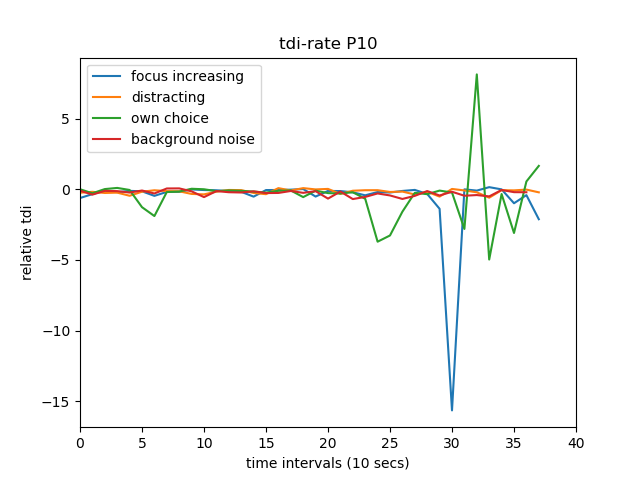 tdi-rate P10
focus increasing
distracting
own choice
background noise
relative tdi
5
0
−5
−10
−15
0 5 10 15 20 25 30 35 40
time intervals (10 secs)